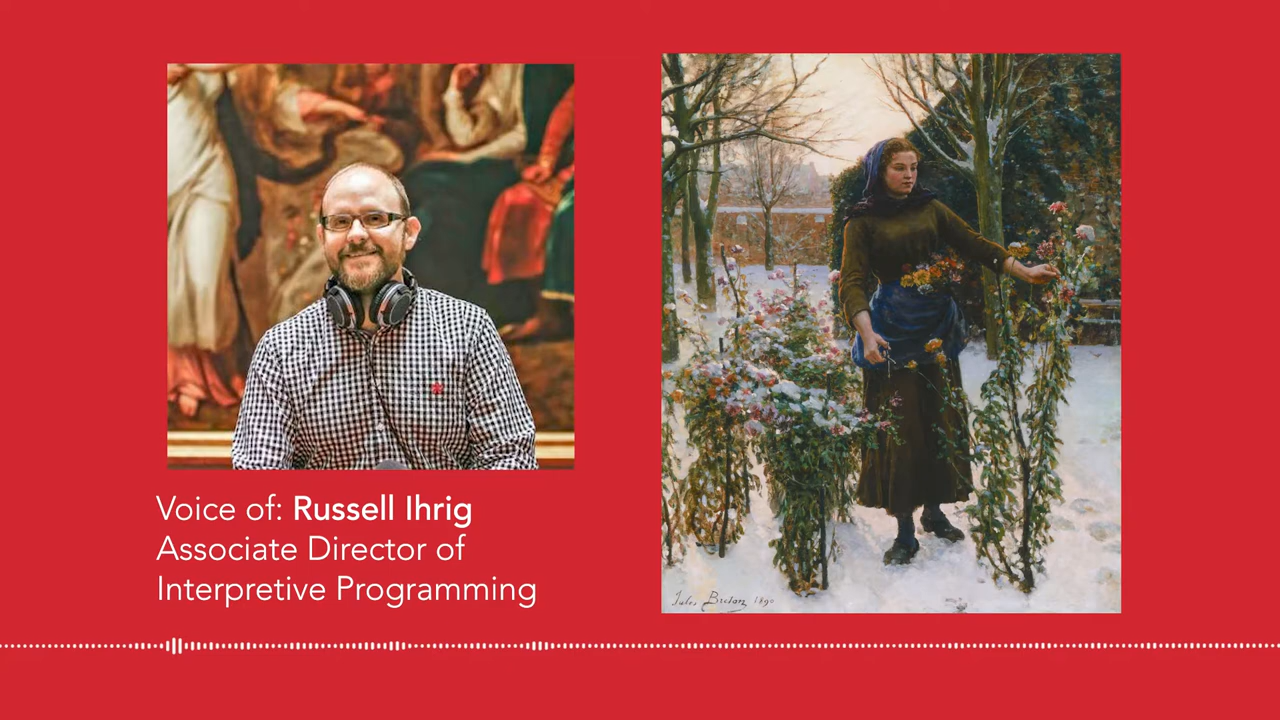 Voice of: Russell Ihrig
Associate Director of
Interpretive Programming
Jules Breton 1890